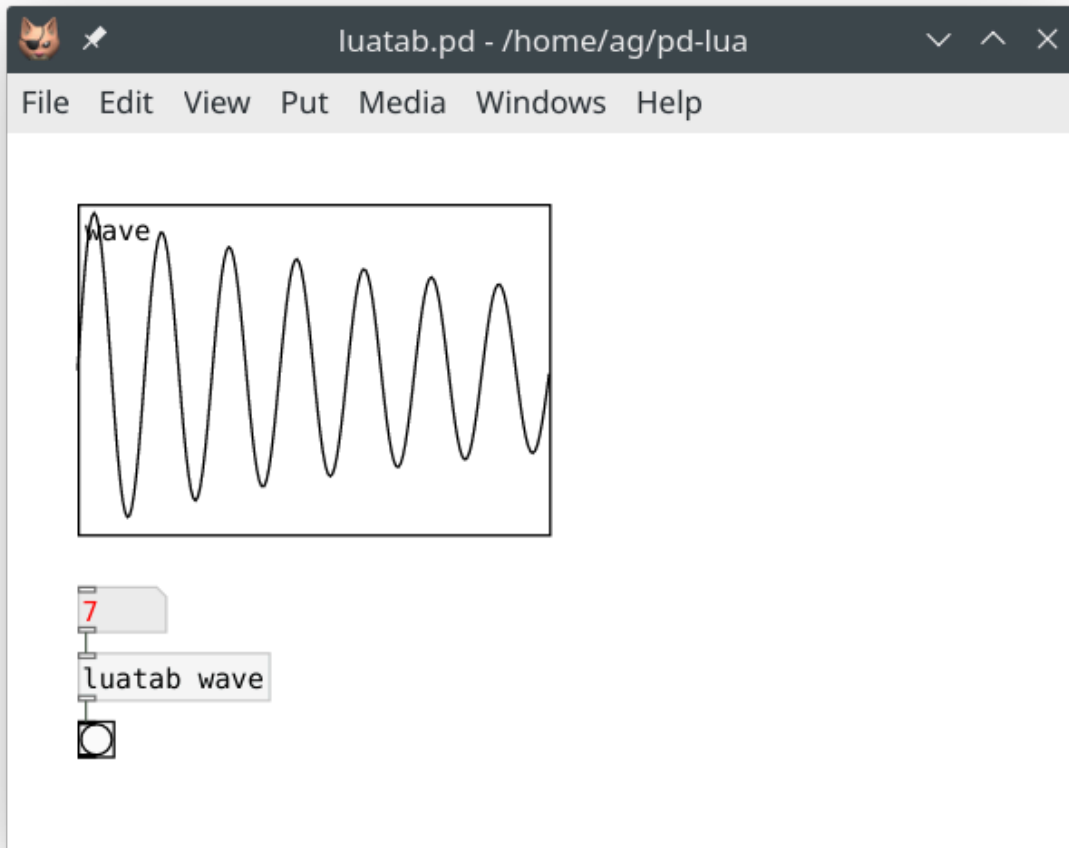 luatab.pd - /home/ag/pd-lua
File Edit View Put Media Windows Help
wave
7
luatab wave